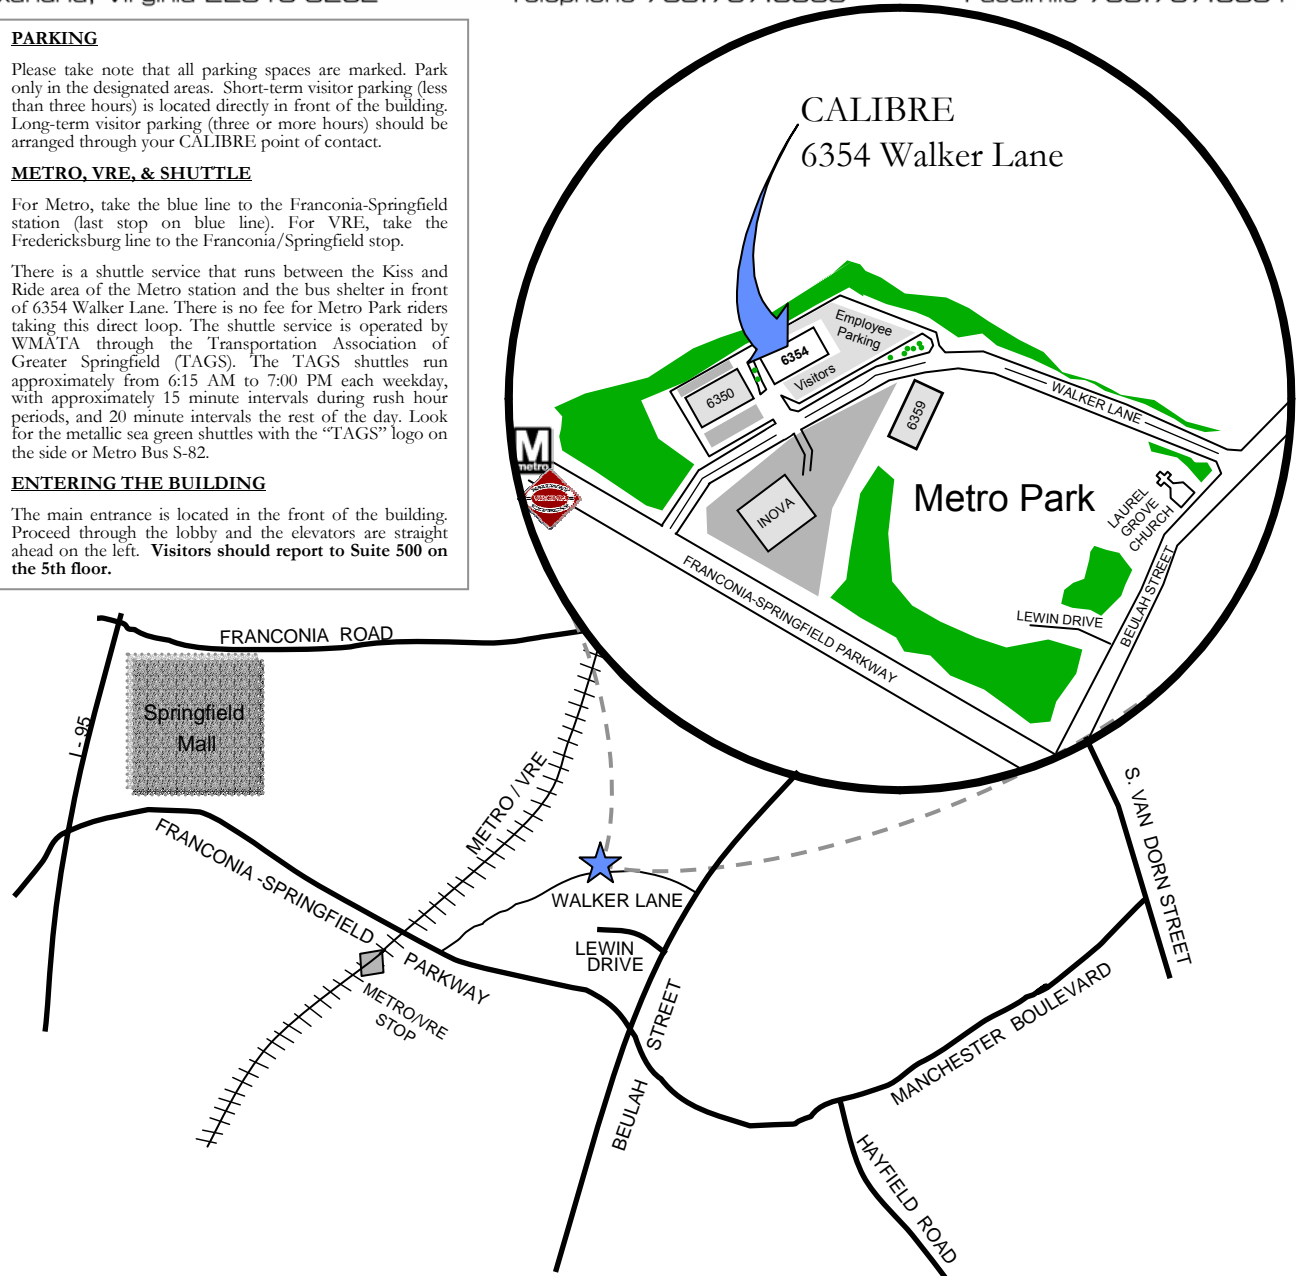 Virginia
Telephone
Facsimile
PARKING
Please take note that all parking spaces are marked. Park
only in the designated areas. Short-term visitor parking (less
than three hours) is located directly in front of the building.
Long-term visitor parking (three or more hours) should be
arranged through your CALIBRE point of contact.
METRO, VRE, & SHUTTLE
For Metro, take the blue line to the Franconia-Springfield
station (last stop on blue line). For VRE, take the
Fredericksburg line to the Franconia/Springfield stop.
There is a shuttle service that runs between the Kiss and
Ride area of the Metro station and the bus shelter in front
of 6354 Walker Lane. There is no fee for Metro Park riders
taking this direct loop. The shuttle service is operated by
WMATA through the Transportation Association of
Greater Springfield (TAGS). The TAGS shuttles run
approximately from 6:15 AM to 7:00 PM each weekday,
with approximately 15 minute intervals during rush hour
periods, and 20 minute intervals the rest of the day. Look
for the metallic sea green shuttles with the “TAGS” logo on
the side or Metro Bus S-82.
ENTERING THE BUILDING
The main entrance is located in the front of the building.
Proceed through the lobby and the elevators are straight
ahead on the left. Visitors should report to Suite 500 on
the 5th floor.
CALIBRE
6354 Walker Lane
Employee
Parking
6354
Visitors
6350
6359
WALKER LANE
M
metro
INOVA
Metro Park
LAUREL
GROVE
CHURCH
FRANCONIA-SPRINGFIELD PARKWAY
LEWIN DRIVE
BEULAH STREET
FRANCONIA ROAD
I-95
Springfield
Mall
METRO / VRE
FRANCONIA -SPRINGFIELD
PARKWAY
METRO/VRE
STOP
WALKER LANE
LEWIN
DRIVE
BEULAH
STREET
S. VAN DORN STREET
MANCHESTER BOULEVARD
HAYFIELD ROAD